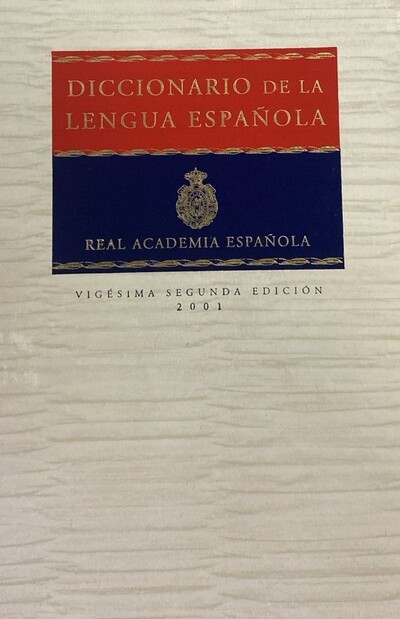 DICCIONARIO DE LA
LENGUA ESPAÑOLA
REAL ACADEMIA ESPAÑOLA
VIGÉSIMA SEGUNDA EDICIÓN
2001